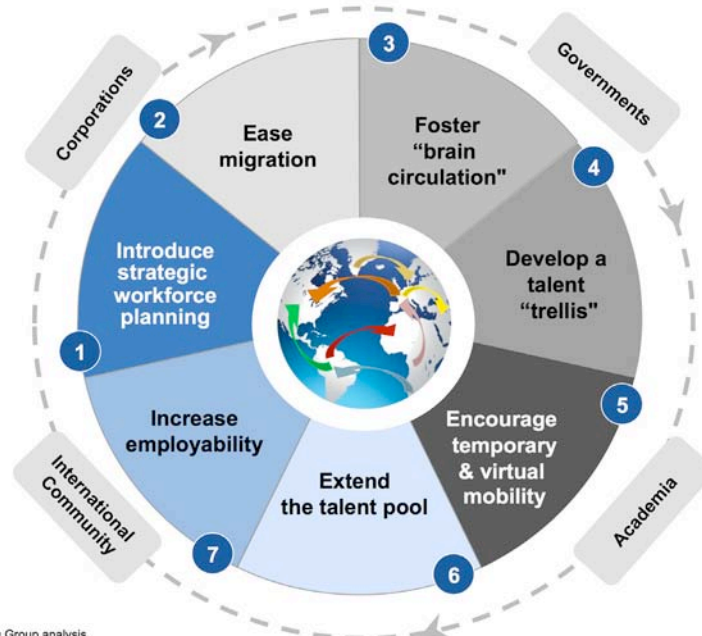 Corporations
Governments
Academia
International
Community
1
Introduce
strategic
workforce
planning
2
Ease
migration
3
Foster
“brain
circulation"
4
Develop a
talent
“trellis"
5
Encourage
temporary
& virtual
mobility
6
Extend
the talent pool
7
Increase
employability
Group analysis